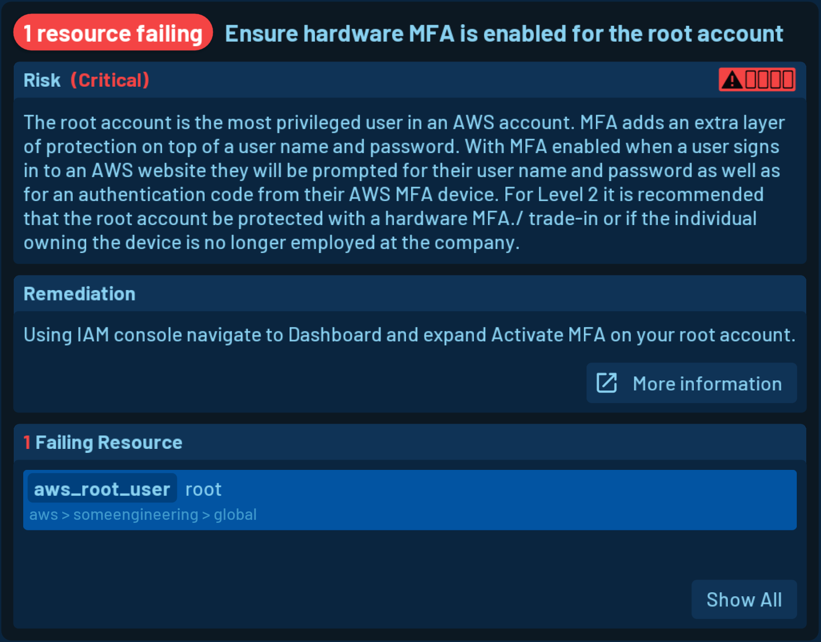 1 resource failing Ensure hardware MFA is enabled for the root account
Risk (Critical)
The root account is the most privileged user in an AWS account. MFA adds an extra layer
of protection on top of a user name and password. With MFA enabled when a user signs
in to an AWS website they will be prompted for their user name and password as well as
for an authentication code from their AWS MFA device. For Level 2 it is recommended
that the root account be protected with a hardware MFA./ trade-in or if the individual
owning the device is no longer employed at the company.
Remediation
Using IAM console navigate to Dashboard and expand Activate MFA on your root account.
More information
1 Failing Resource
aws_root_user root
aws > someengineering > global
Show All